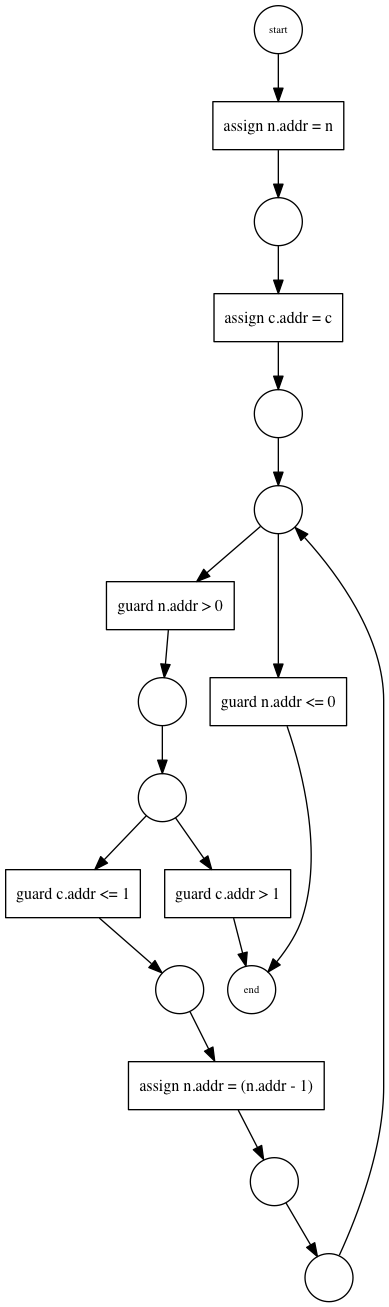 start
assign n.addr = n
assign c.addr = c
guard n.addr > 0
guard n.addr <= 0
guard c.addr <= 1
guard c.addr > 1
end
assign n.addr = (n.addr - 1)